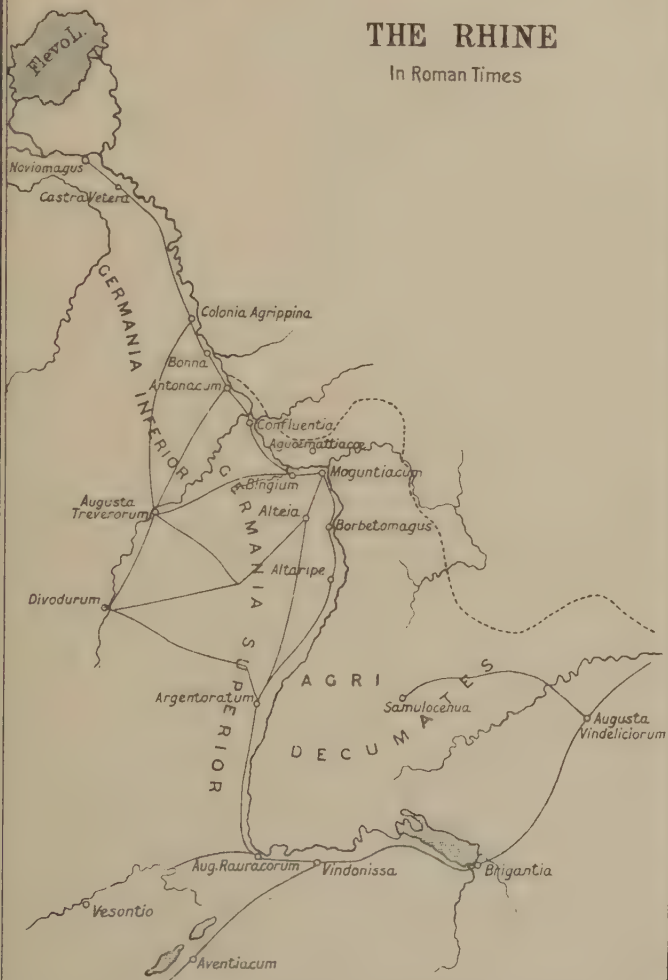 THE RHINE
In Roman Times
Flevo L.
Noviomagus
Castra Vetera
GERMANIA INFERIOR
Colonia Agrippina
Bonna
Antonacum
Confluentia
Aquaemattiacae
Bingium
Moguntiacum
GERMANIA SUPERIOR
Augusta
Treverorum
Alteia
Borbetomagus
Altaripe
Divodurum
AGRI
DECUMATES
Argentoratum
Samulocenua
Augusta
Vindeliciorum
Aug. Rauracorum
Vindonissa
Brigantia
Vesontio
Aventiacum